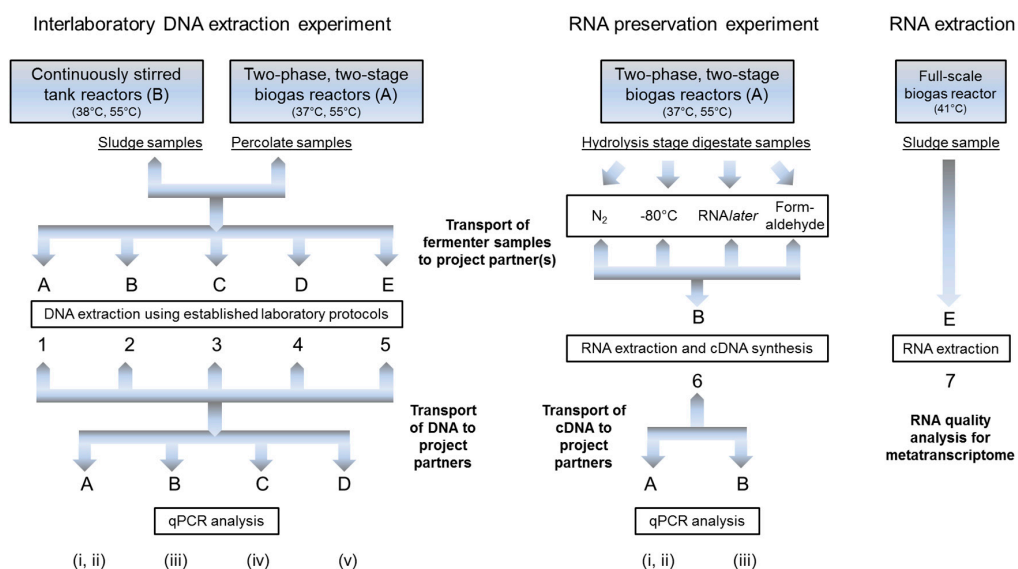 Interlaboratory DNA extraction experiment
Continuously stirred
tank reactors (B)
(38°C, 55°C)
Two-phase, two-stage
biogas reactors (A)
(37°C, 55°C)
Sludge samples
Percolate samples
Transport of
fermenter samples
to project partner(s)
A B C D E
DNA extraction using established laboratory protocols
1 2 3 4 5
Transport
of DNA to
project
partners
A B C D
qPCR analysis
(i, ii) (iii) (iv) (v)
RNA preservation experiment
Two-phase, two-stage
biogas reactors (A)
(37°C, 55°C)
Hydrolysis stage digestate samples
N₂ -80°C RNAlater Form-
aldehyde
B
RNA extraction and cDNA synthesis
6
Transport of
cDNA to
project
partners
A B
qPCR analysis
(i, ii) (iii)
RNA extraction
Full-scale
biogas reactor
(41°C)
Sludge sample
E
RNA extraction
7
RNA quality
analysis for
metatranscriptome